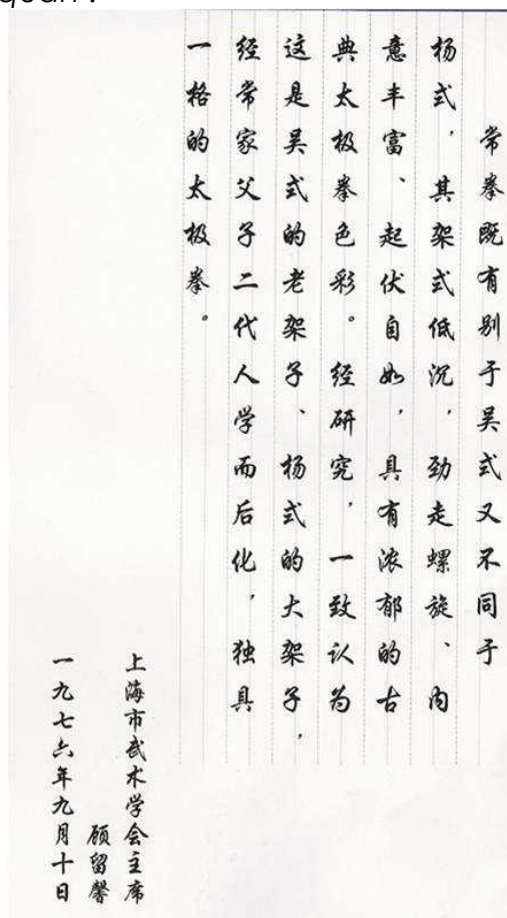 quan :
常拳既有别于吴式又不同于
杨式，其架式低沉，劲走螺旋、内
意丰富、起伏自如，具有浓郁的古
典太极拳色彩。经研究，一致认为
这是吴式的老架子、杨式的大架子，
经常家父子二代人学而后化，独具
一格的太极拳。
上海市武术学会主席
顾留馨
一九七六年九月十日